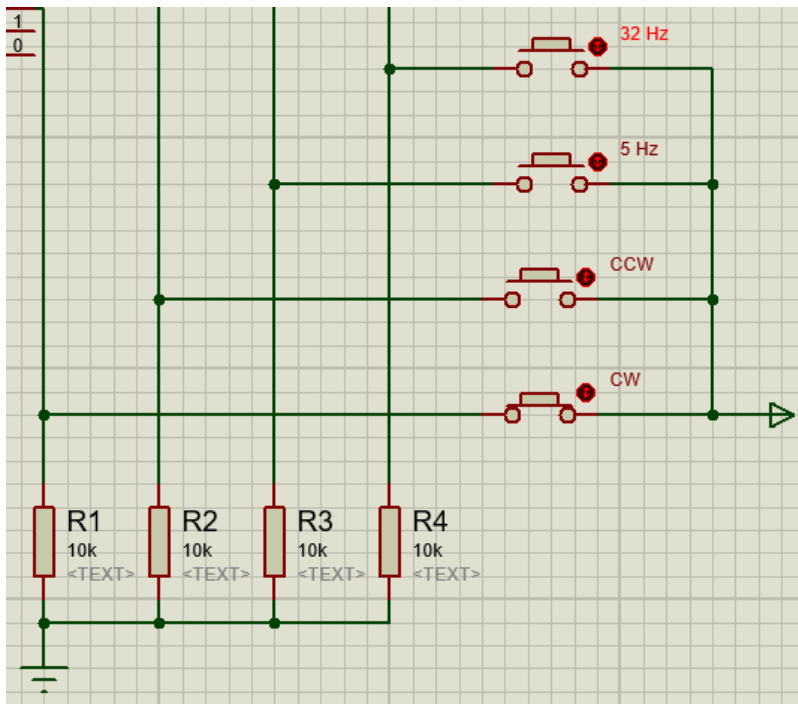 1
0
32 Hz
5 Hz
CCW
CW
R1
10k
<TEXT>
R2
10k
<TEXT>
R3
10k
<TEXT>
R4
10k
<TEXT>